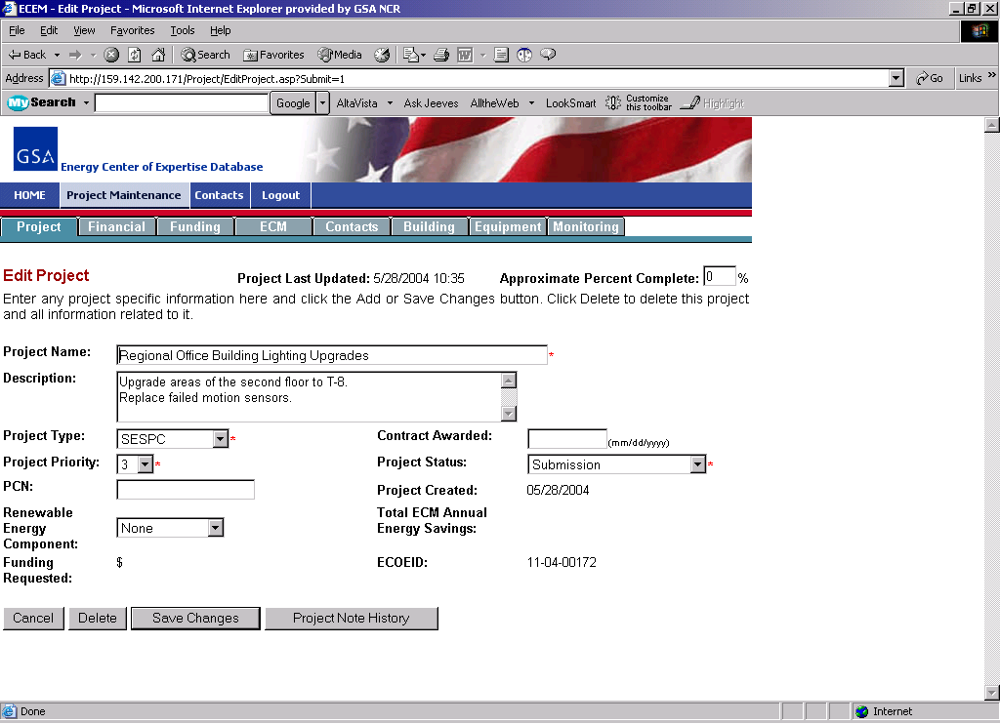 ECEM - Edit Project - Microsoft Internet Explorer provided by GSA NCR
File Edit View Favorites Tools Help
Back Search Favorites Media
Address http://159.142.200.171/Project/EditProject.asp?Submit=1 Go Links »
My Search Google AltaVista Ask Jeeves AlltheWeb LookSmart Customize this toolbar Highlight
GSA Energy Center of Expertise Database
HOME Project Maintenance Contacts Logout
Project Financial Funding ECM Contacts Building Equipment Monitoring
Edit Project Project Last Updated: 5/28/2004 10:35 Approximate Percent Complete: 0 %
Enter any project specific information here and click the Add or Save Changes button. Click Delete to delete this project
and all information related to it.
Project Name: Regional Office Building Lighting Upgrades *
Description: Upgrade areas of the second floor to T-8.
Replace failed motion sensors.
Project Type: SESPC * Contract Awarded: (mm/dd/yyyy)
Project Priority: 3 * Project Status: Submission *
PCN: Project Created: 05/28/2004
Renewable Energy Component: None Total ECM Annual Energy Savings:
Funding Requested: $ ECOEID: 11-04-00172
Cancel Delete Save Changes Project Note History
Done Internet